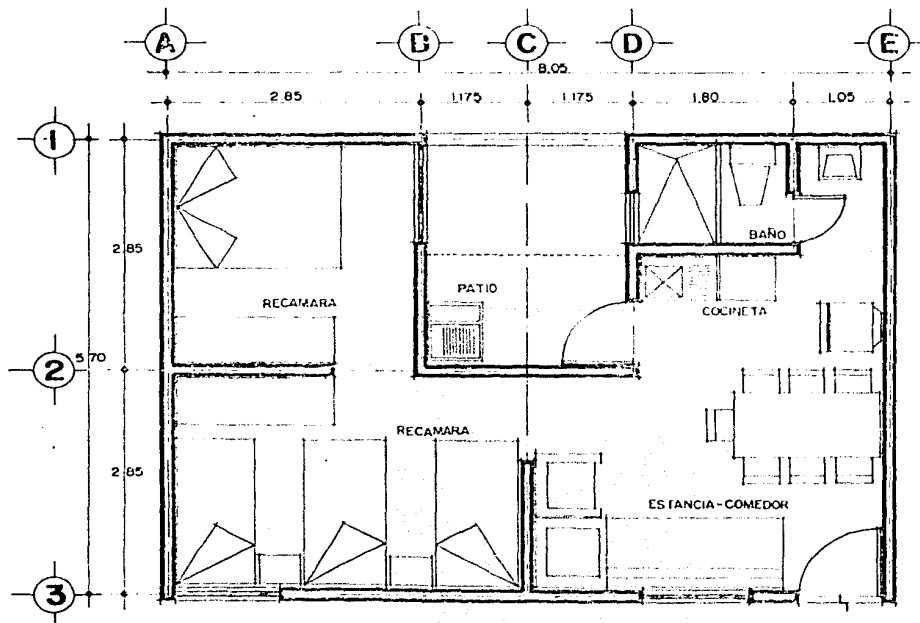 A B C D E
8.05
2.85 1.175 1.175 1.80 1.05
1
2.85
BAÑO
PATIO
RECAMARA
COCINETA
5.70
2
RECAMARA
2.85
ESTANCIA-COMEDOR
3